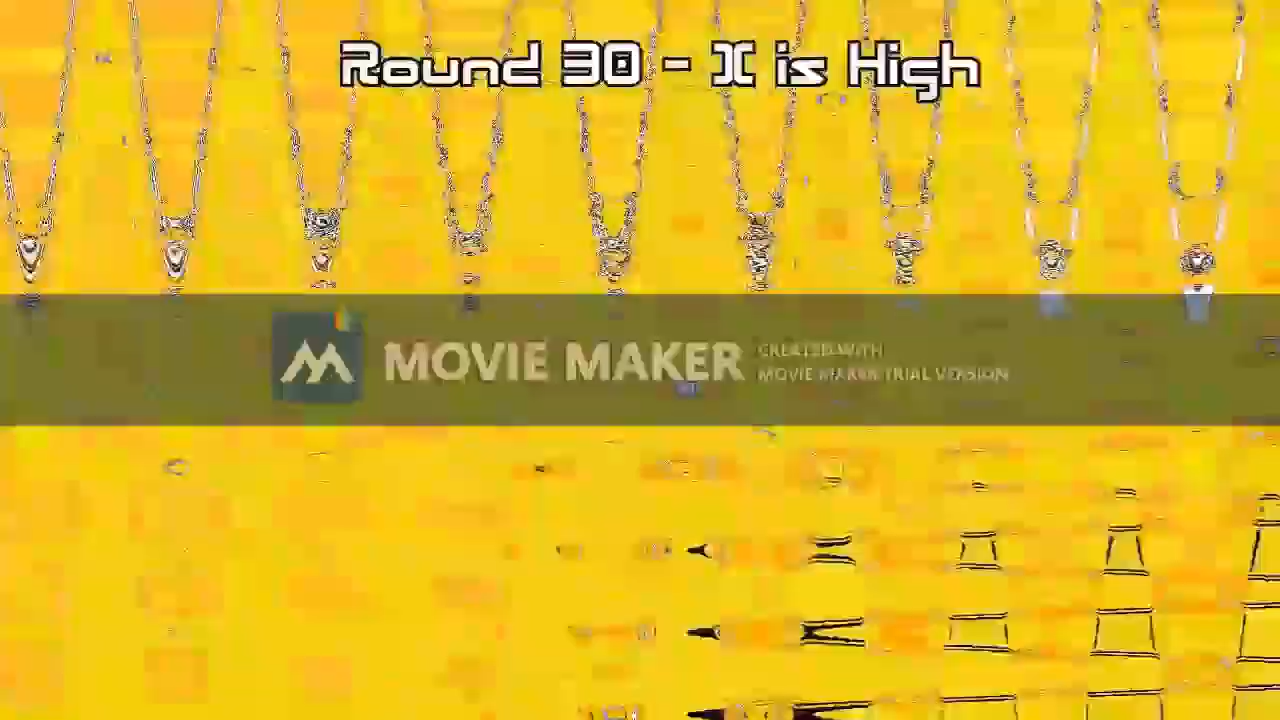 Round 30 - X is High
MOVIE MAKER
CREATED WITH
MOVIE MAKER TRIAL VERSION